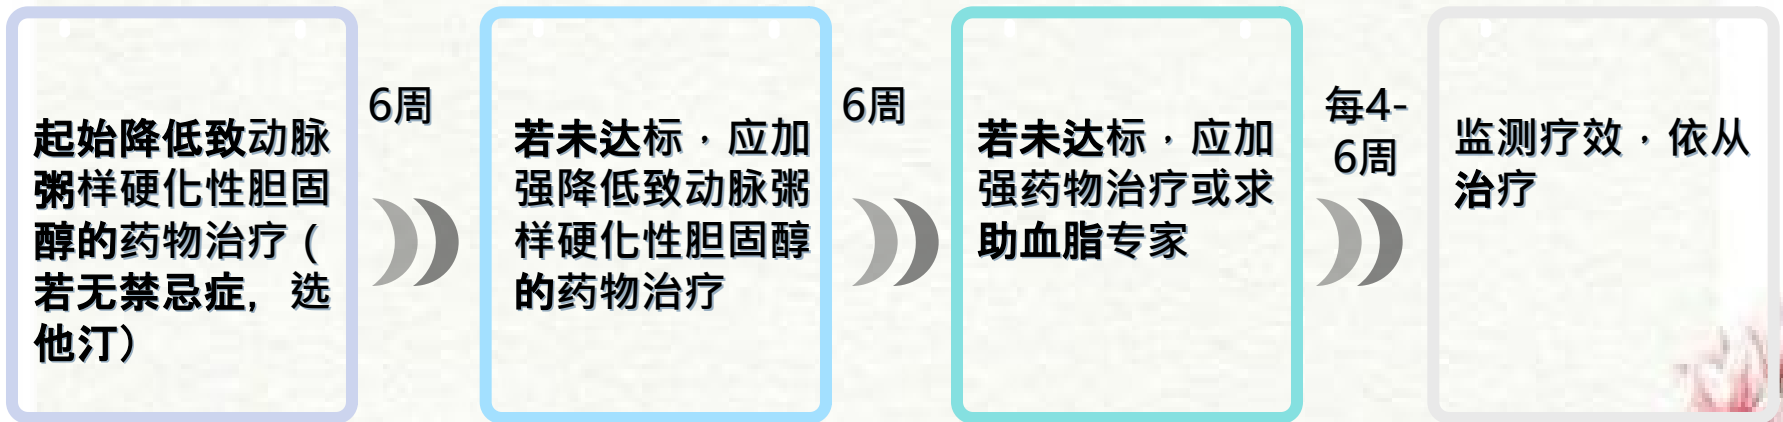 起始降低致动脉
粥样硬化性胆固
醇的药物治疗（
若无禁忌症，选
他汀）
6周
若未达标，应加
强降低致动脉粥
样硬化性胆固醇
的药物治疗
6周
若未达标，应加
强药物治疗或求
助血脂专家
每4-
6周
监测疗效，依从
治疗